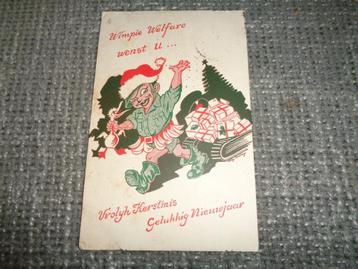 Wimpie Welfare
wenst u ...
Vrolyk Kerstmis
Gelukkig Nieuwjaar